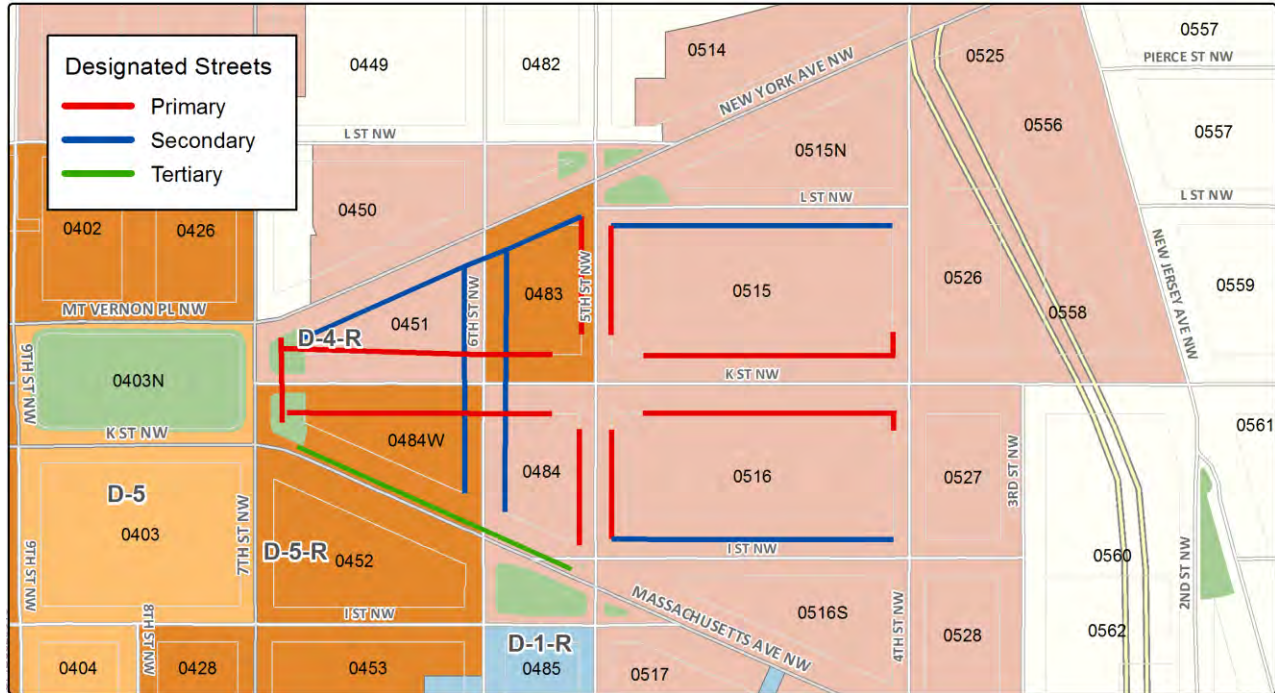 Designated Streets
Primary
Secondary
Tertiary
0449
0482
0514
0525
0557
PIERCE ST NW
NEW YORK AVE NW
L ST NW
0556
0557
0515N
L ST NW
L ST NW
0450
0402
0426
NEW JERSEY AVE NW
MT VERNON PL NW
0483
5TH ST NW
0515
0526
0559
0558
6TH ST NW
0451
D-4-R
9TH ST NW
0403N
K ST NW
K ST NW
0561
0484W
0484
0516
0527
3RD ST NW
D-5
0403
7TH ST NW
D-5-R
0452
I ST NW
0560
2ND ST NW
9TH ST NW
8TH ST NW
I ST NW
MASSACHUSETTS AVE NW
0516S
4TH ST NW
0562
D-1-R
0404
0428
0453
0485
0517
0528